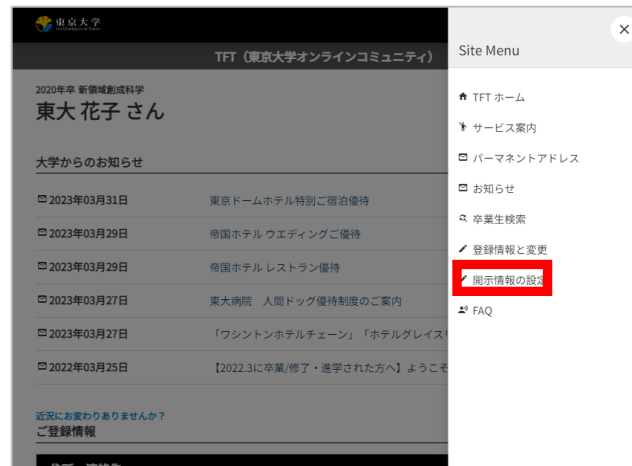 東京大学
TFT（東京大学オンラインコミュニティ）
2020年卒 新領域創成科学
東大 花子 さん
大学からのお知らせ
2023年03月31日 東京ドームホテル特別ご宿泊優待
2023年03月29日 帝国ホテル ウエディングご優待
2023年03月29日 帝国ホテル レストラン優待
2023年03月27日 東大病院 人間ドック優待制度のご案内
2023年03月27日 「ワシントンホテルチェーン」「ホテルグレイス
2022年03月25日 【2022.3に卒業/修了・進学された方へ】ようこそ
近況にお変わりありませんか？
ご登録情報
Site Menu
TFT ホーム
サービス案内
パーマネントアドレス
お知らせ
卒業生検索
登録情報と変更
開示情報の設定
FAQ